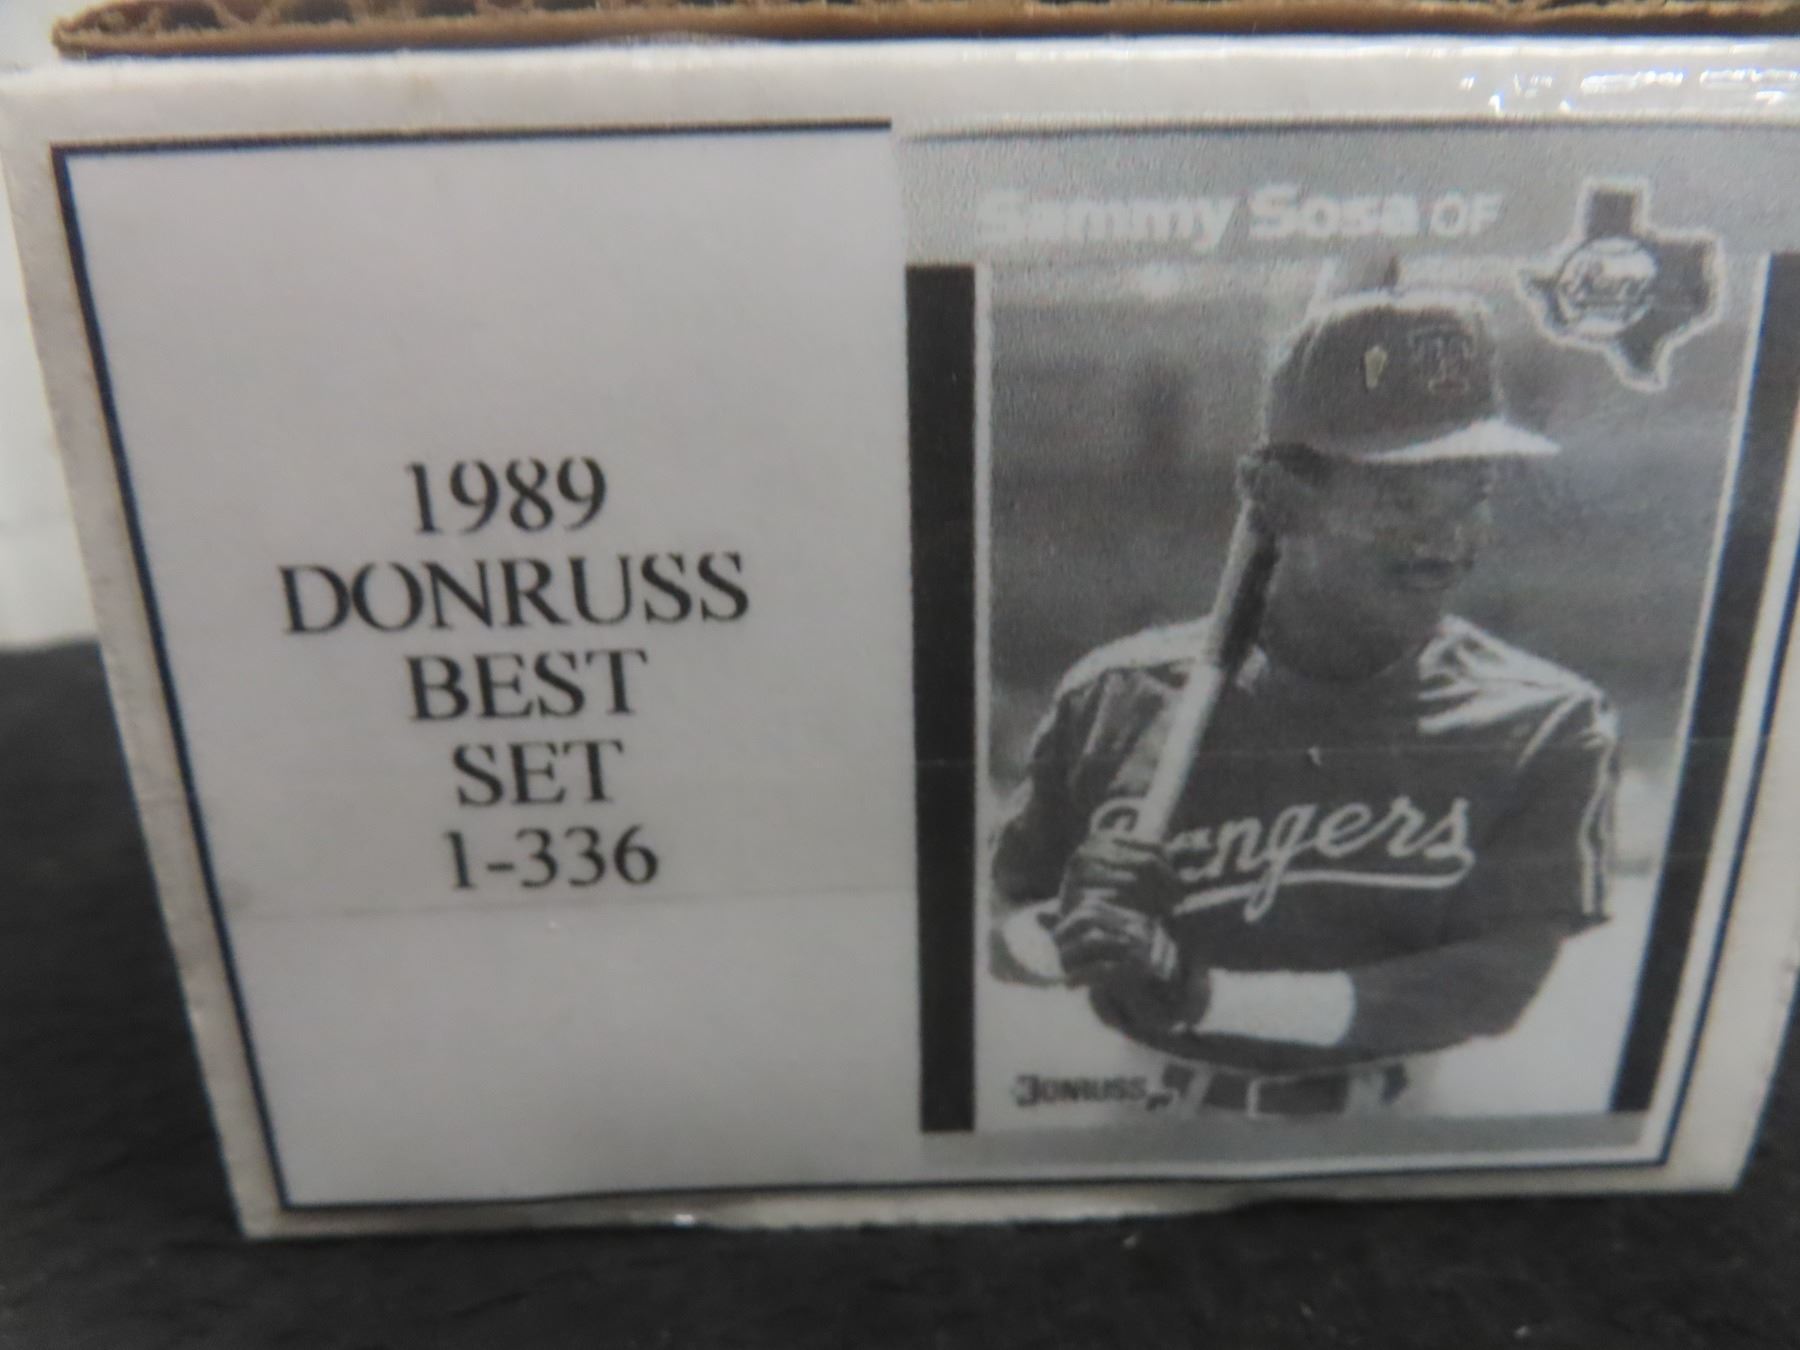 1989
DONRUSS
BEST
SET
1-336
Sammy Sosa OF
T
Rangers
DONRUSS